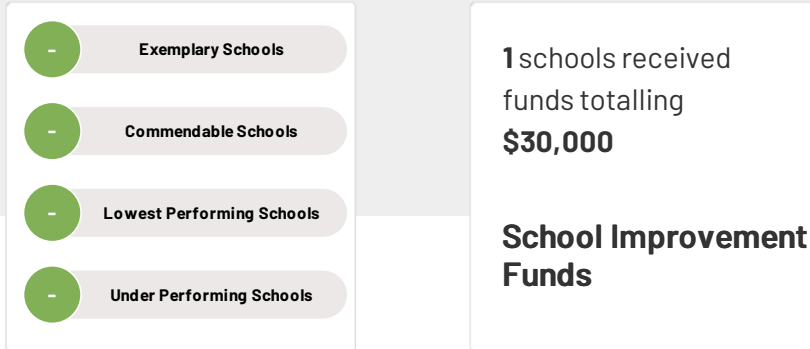 - Exemplary Schools
- Commendable Schools
- Lowest Performing Schools
- Under Performing Schools
1 schools received
funds totalling
$30,000
School Improvement
Funds